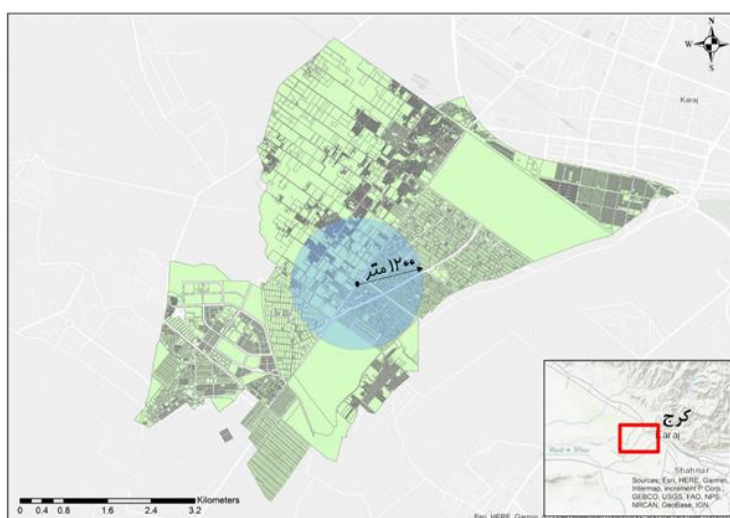 N
W E
S
Karaj
۱۲۰۰ متر
کرج
Karaj
Shahriar
Sources: Esri, HERE, Garmin,
Intermap, increment P Corp.,
GEBCO, USGS, FAO, NPS,
NRCAN, GeoBase, IGN,
Kilometers
0 0.4 0.8 1.6 2.4 3.2
Esri, HERE, Garmin,